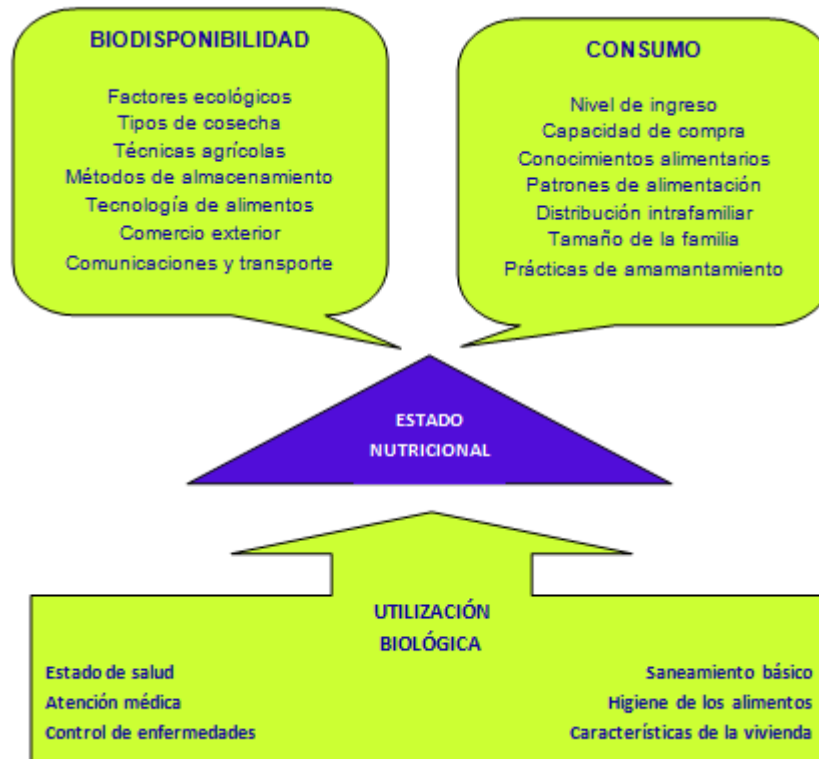 BIODISPONIBILIDAD
Factores ecológicos
Tipos de cosecha
Técnicas agrícolas
Métodos de almacenamiento
Tecnología de alimentos
Comercio exterior
Comunicaciones y transporte
CONSUMO
Nivel de ingreso
Capacidad de compra
Conocimientos alimentarios
Patrones de alimentación
Distribución intrafamiliar
Tamaño de la familia
Prácticas de amamantamiento
ESTADO
NUTRICIONAL
UTILIZACIÓN
BIOLÓGICA
Estado de salud
Atención médica
Control de enfermedades
Saneamiento básico
Higiene de los alimentos
Características de la vivienda